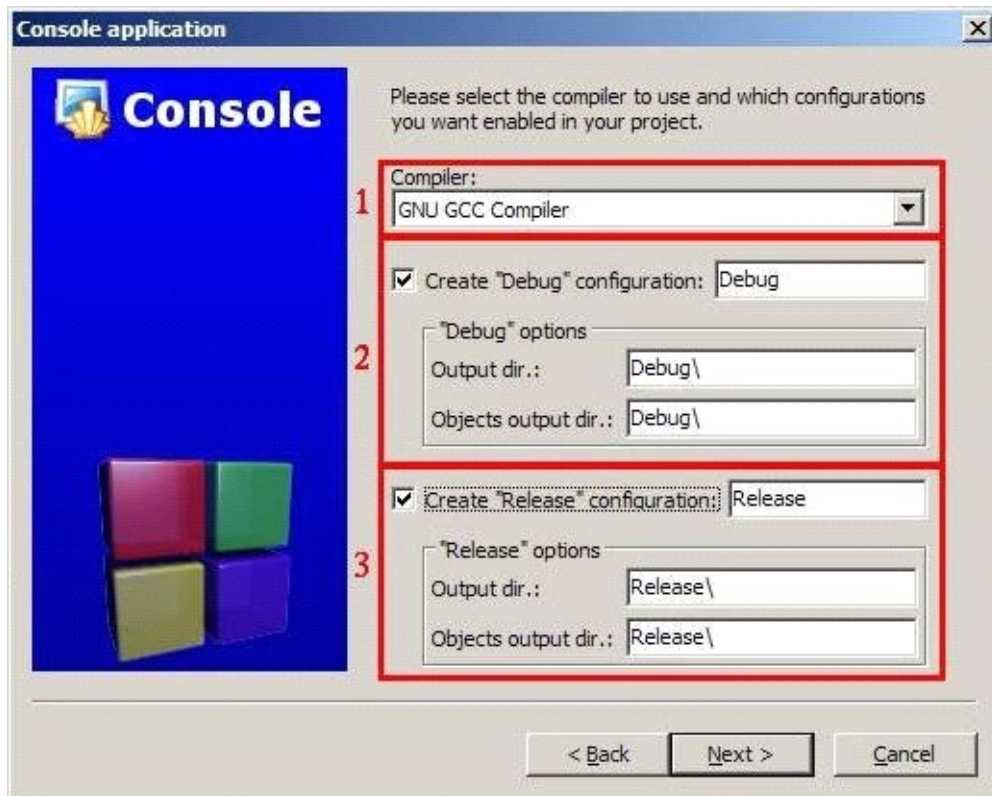 Console application
Console
Please select the compiler to use and which configurations
you want enabled in your project.
1
Compiler:
GNU GCC Compiler
2
Create "Debug" configuration: Debug
"Debug" options
Output dir.: Debug\
Objects output dir.: Debug\
3
Create "Release" configuration: Release
"Release" options
Output dir.: Release\
Objects output dir.: Release\
< Back Next > Cancel